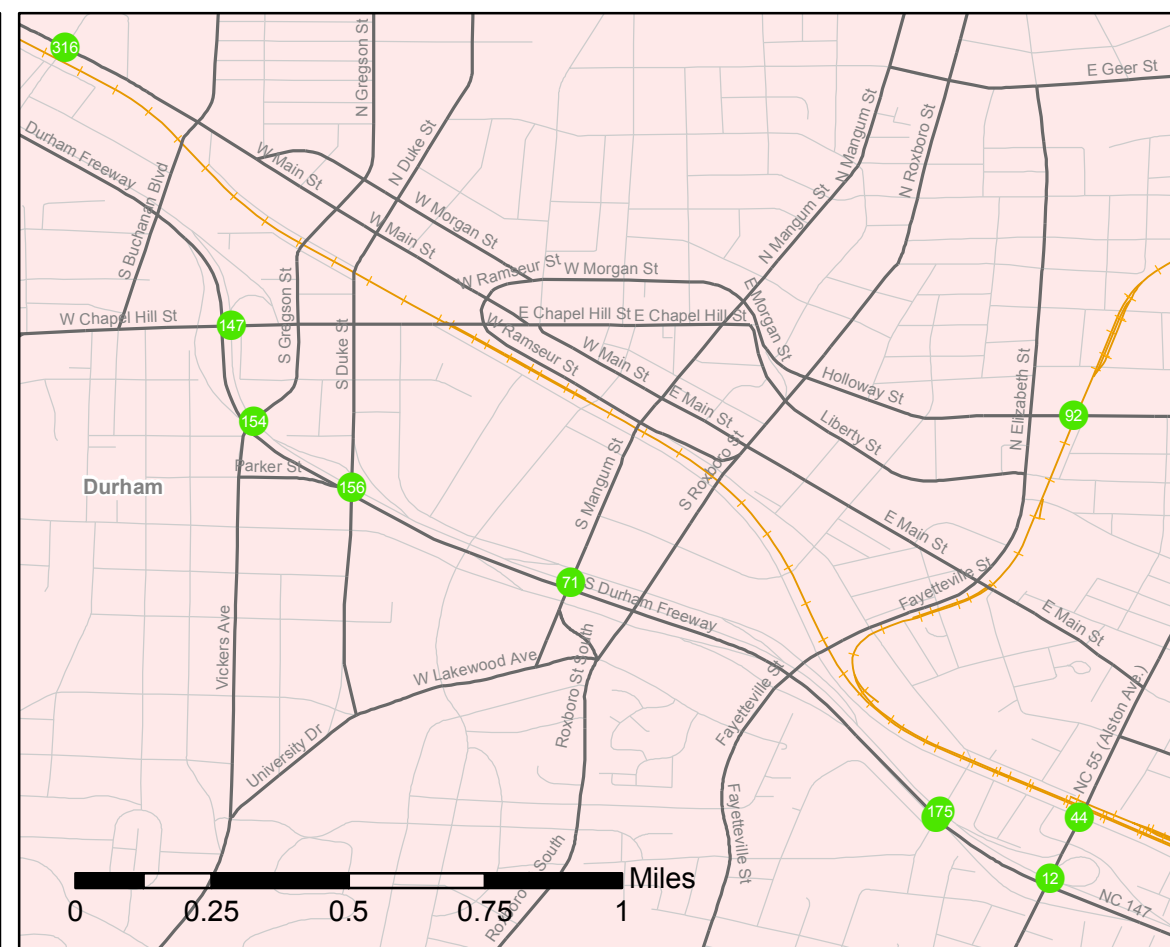 316
N Gregson St
E Geer St
Durham Freeway
W Main St
N Duke St
N Mangum St
N Roxboro St
S Buchanan Blvd
W Morgan St
W Main St
N Mangum St
W Ramseur St
W Morgan St
E Morgan St
W Chapel Hill St
147
S Gregson St
S Duke St
E Chapel Hill St
E Chapel Hill St
W Ramseur St
W Main St
E Main St
Holloway St
Liberty St
N Elizabeth St
92
154
Parker St
156
Durham
S Mangum St
S Roxboro St
E Main St
71
S Durham Freeway
Fayetteville St
E Main St
Vickers Ave
W Lakewood Ave
Roxboro St South
Fayetteville St
NC 55 (Alston Ave.)
University Dr
Fayetteville St
175
44
12
NC 147
Roxboro St South
Miles
0 0.25 0.5 0.75 1